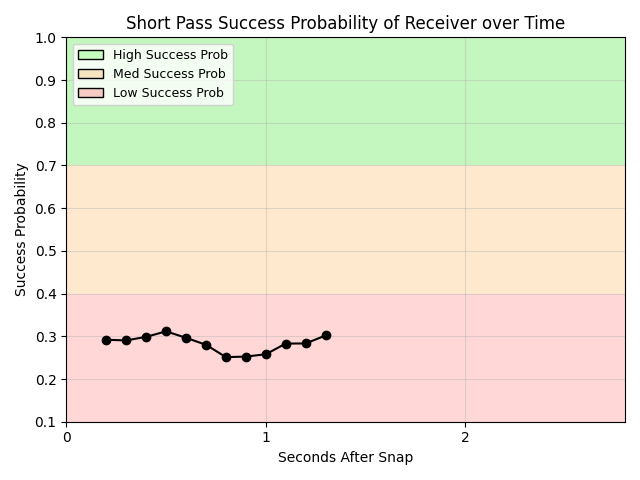 Short Pass Success Probability of Receiver over Time
1.0
0.9
0.8
0.7
0.6
0.5
0.4
0.3
0.2
0.1
High Success Prob
Med Success Prob
Low Success Prob
Success Probability
0 1 2
Seconds After Snap